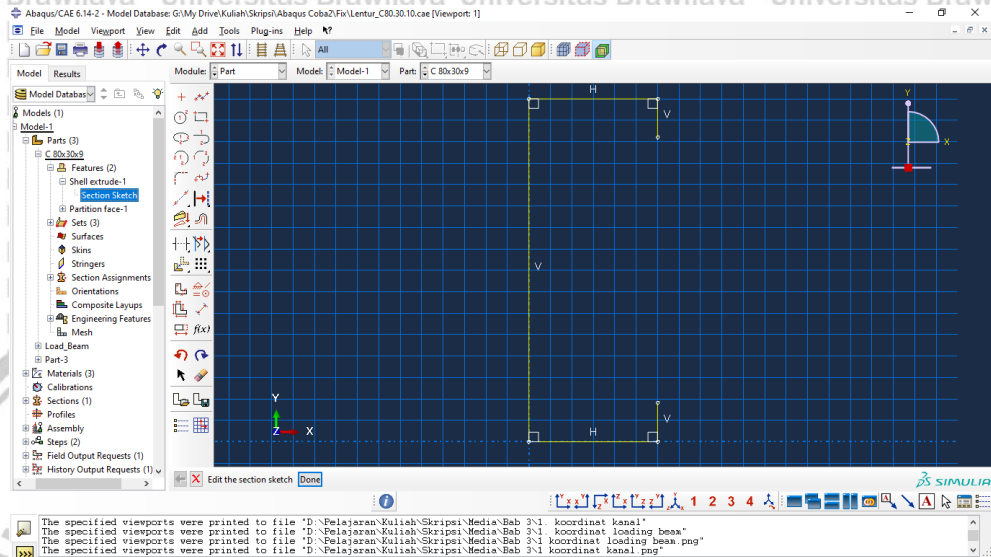 Abaqus/CAE 6.14-2 - Model Database: G:\My Drive\Kuliah\Skripsi\Abaqus Coba2\Fix\Lentur_C80.30.10.cae [Viewport: 1]
File Model Viewport View Edit Add Tools Plug-ins Help
All
Model Results
Module: Part Model: Model-1 Part: C 80x30x9
Model Databas
Models (1)
Model-1
Parts (3)
C 80x30x9
Features (2)
Shell extrude-1
Section Sketch
Partition face-1
Sets (3)
Surfaces
Skins
Stringers
Section Assignments
Orientations
Composite Layups
Engineering Features
Mesh
Load_Beam
Part-3
Materials (3)
Calibrations
Sections (1)
Profiles
Assembly
Steps (2)
Field Output Requests (1)
History Output Requests (1)
f(x)
H
V
V
V
H
Y
X
Z
Y
Z X
Edit the section sketch Done
SIMULIA
1 2 3 4
The specified viewports were printed to file "D:\Pelajaran\Kuliah\Skripsi\Media\Bab 3\1. koordinat kanal"
The specified viewports were printed to file "D:\Pelajaran\Kuliah\Skripsi\Media\Bab 3\1. koordinat loading beam"
The specified viewports were printed to file "D:\Pelajaran\Kuliah\Skripsi\Media\Bab 3\1 koordinat loading beam.png"
The specified viewports were printed to file "D:\Pelajaran\Kuliah\Skripsi\Media\Bab 3\1 koordinat kanal.png"